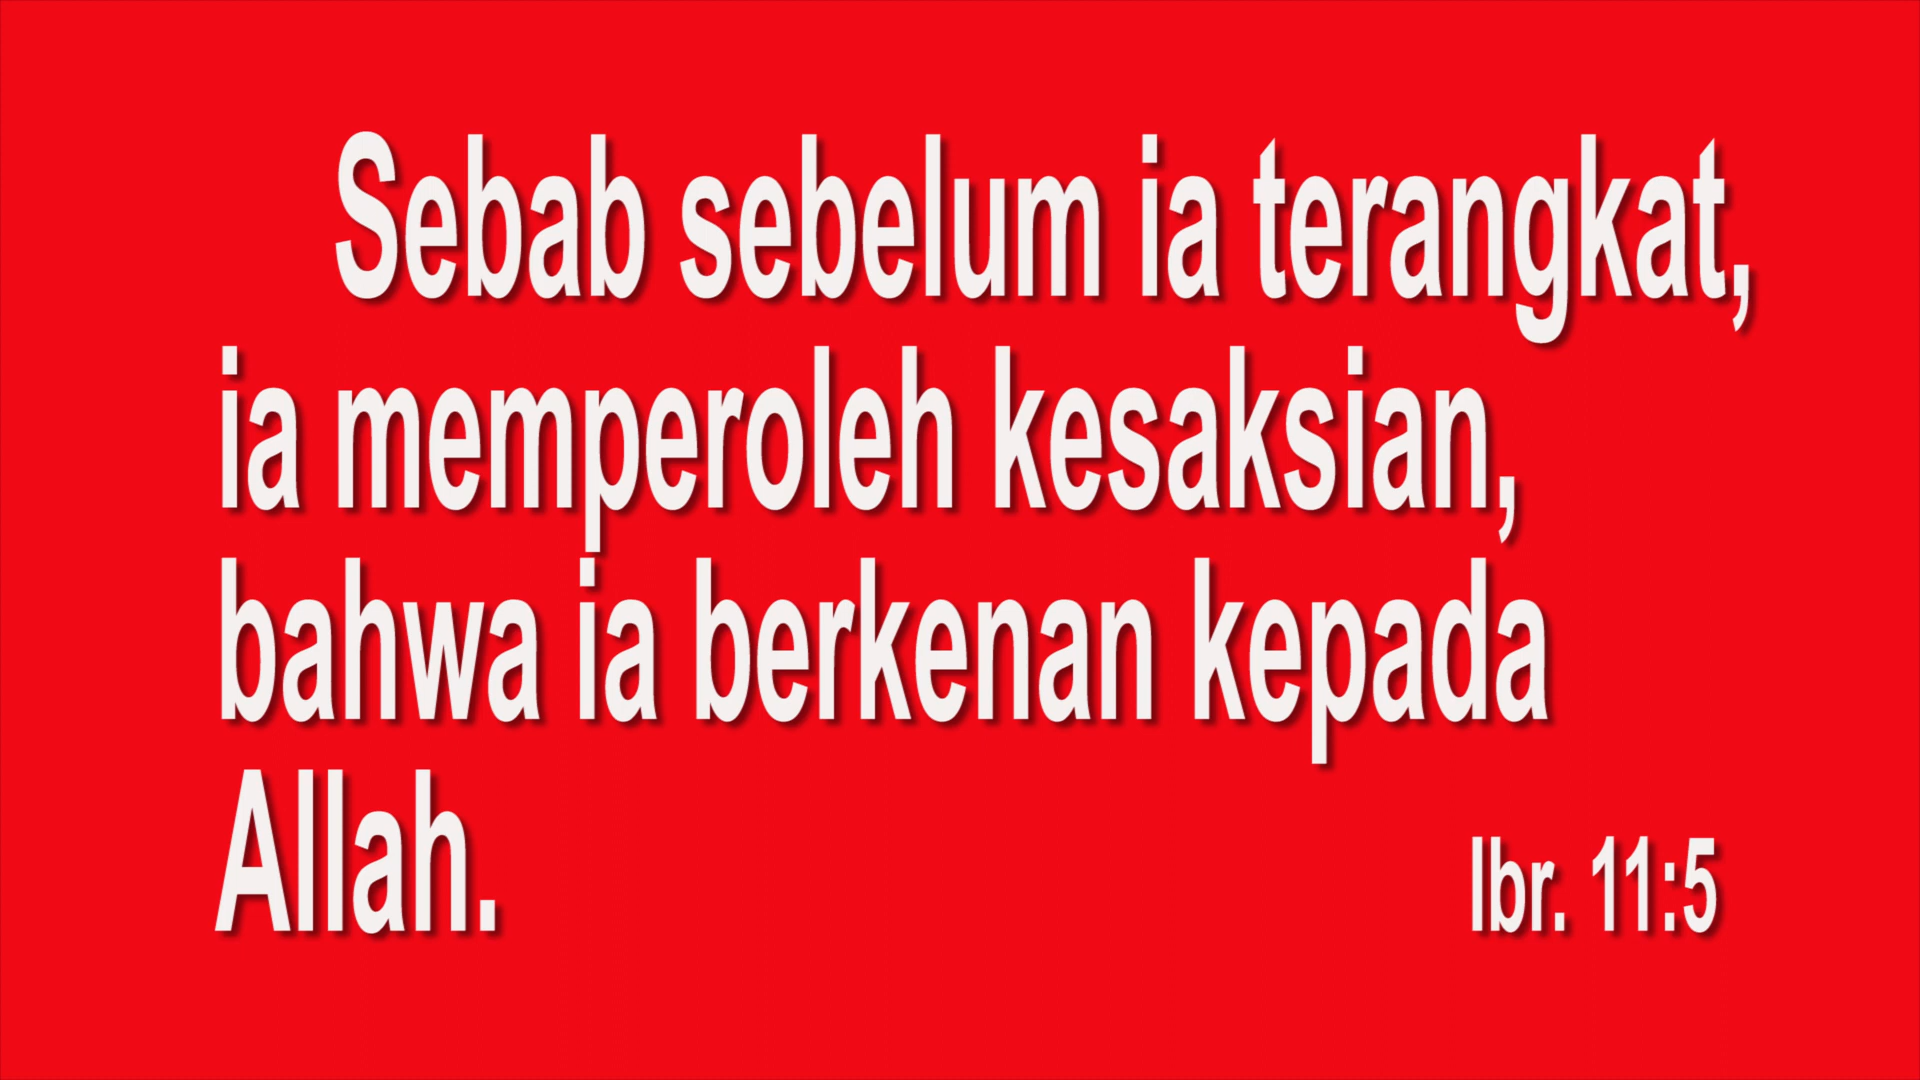 Sebab sebelum ia terangkat,
ia memperoleh kesaksian,
bahwa ia berkenan kepada
Allah.
Ibr. 11:5